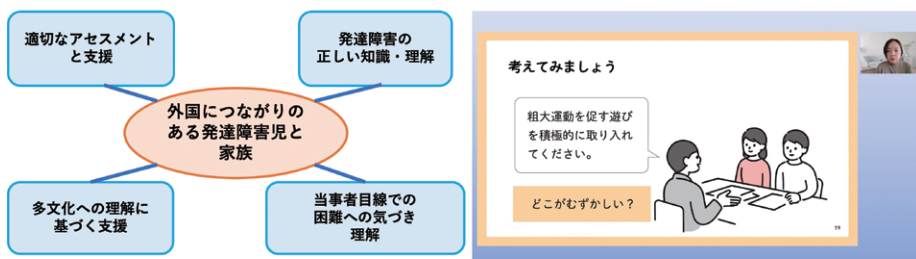 適切なアセスメント
と支援
発達障害の
正しい知識・理解
外国につながりの
ある発達障害児と
家族
多文化への理解に
基づく支援
当事者目線での
困難への気づき
理解
考えてみましょう
粗大運動を促す遊び
を積極的に取り入れ
てください。
どこがむずかしい？
19